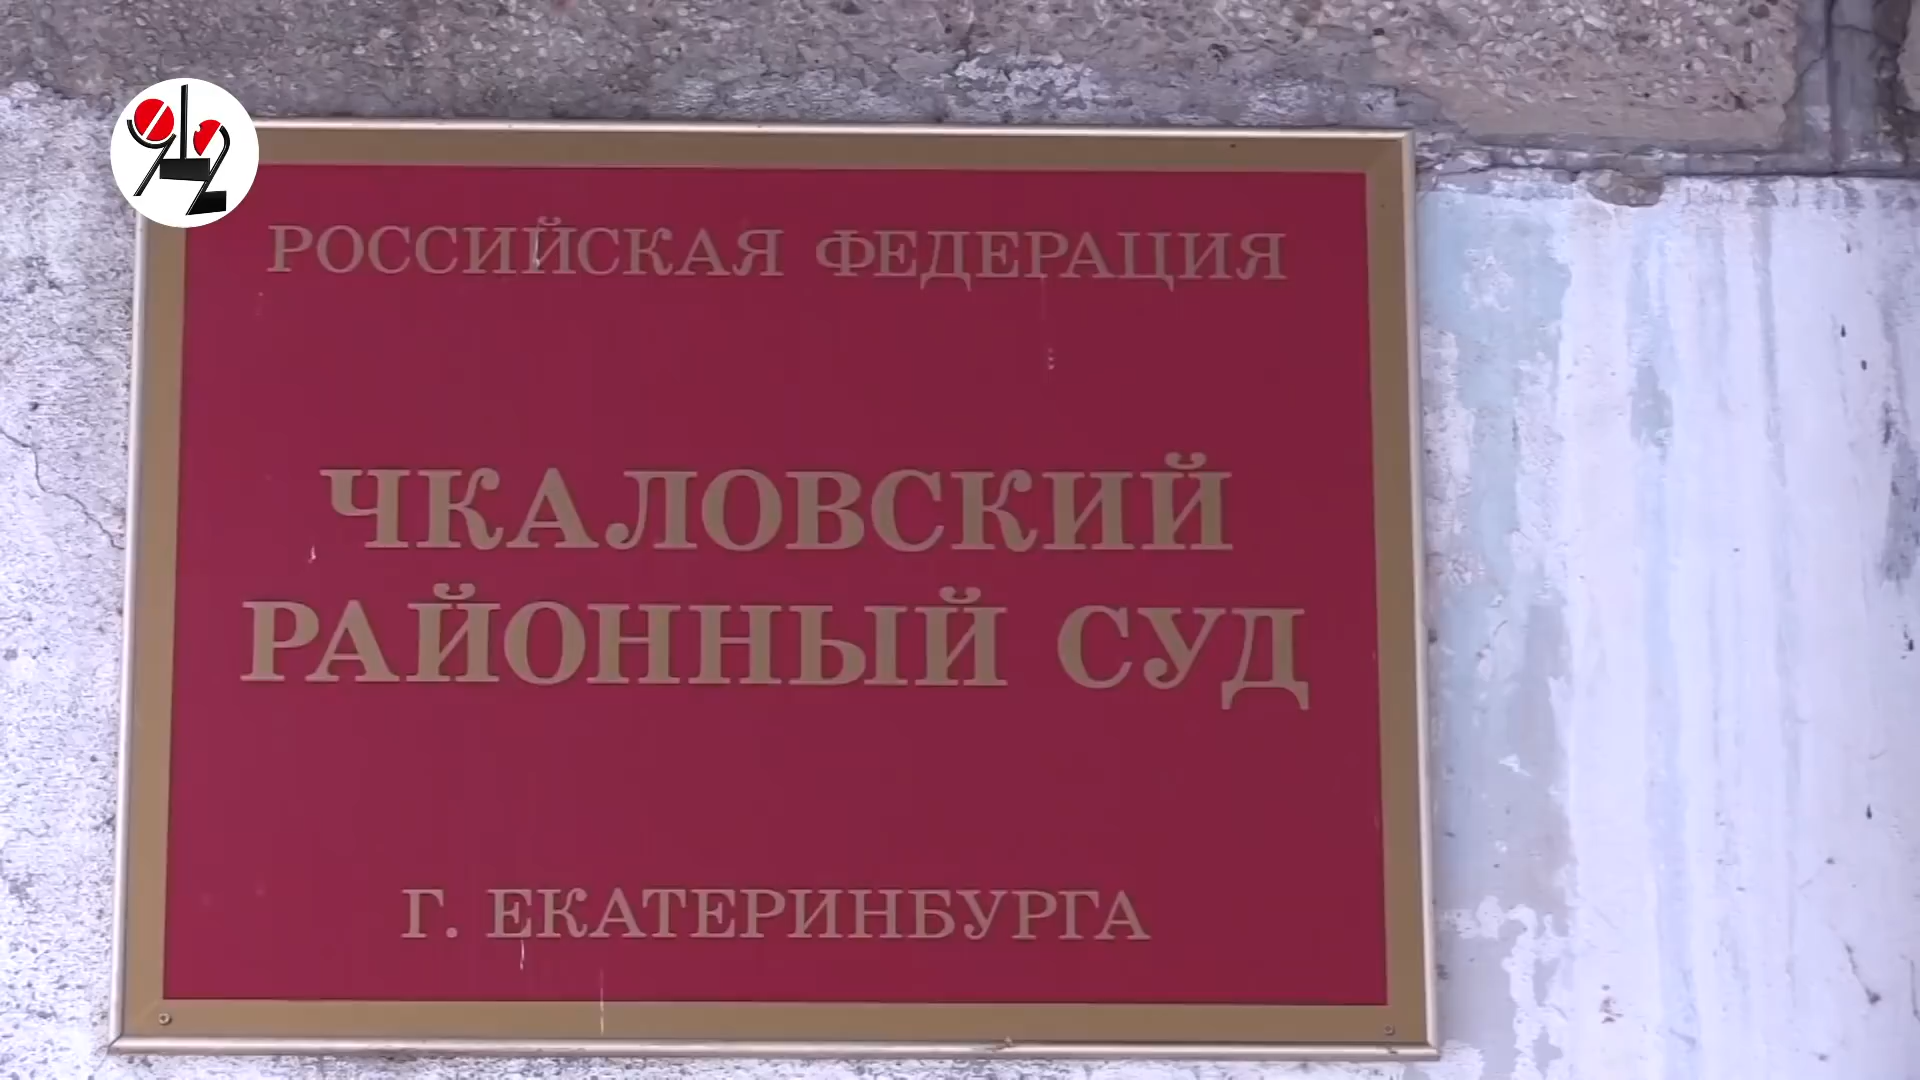 РОССИЙСКАЯ ФЕДЕРАЦИЯ
ЧКАЛОВСКИЙ
РАЙОННЫЙ СУД
Г. ЕКАТЕРИНБУРГА